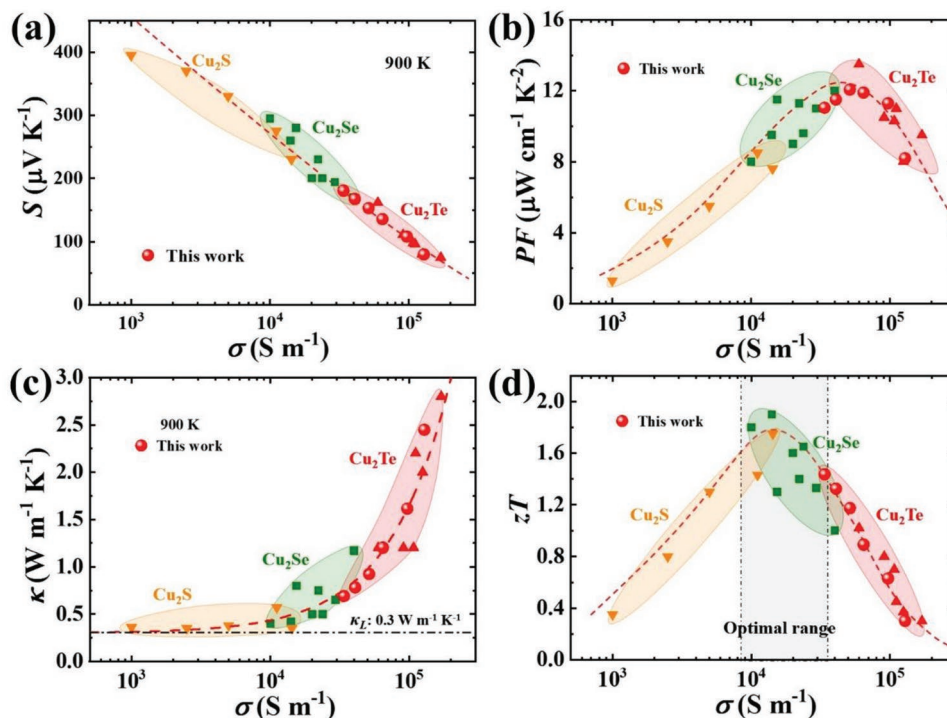 (a)
400
300
200
100
0
S (μV K⁻¹)
Cu₂S
900 K
Cu₂Se
Cu₂Te
This work
10³
10⁴
10⁵
σ (S m⁻¹)
(b)
16
12
8
4
0
PF (μW cm⁻¹ K⁻²)
This work
Cu₂Se
Cu₂Te
Cu₂S
10³
10⁴
10⁵
σ (S m⁻¹)
(c)
3.0
2.5
2.0
1.5
1.0
0.5
0.0
κ (W m⁻¹ K⁻¹)
900 K
This work
Cu₂Te
Cu₂Se
Cu₂S
κL: 0.3 W m⁻¹ K⁻¹
10³
10⁴
10⁵
σ (S m⁻¹)
(d)
2.0
1.6
1.2
0.8
0.4
0.0
zT
This work
Cu₂Se
Cu₂S
Cu₂Te
Optimal range
10³
10⁴
10⁵
σ (S m⁻¹)